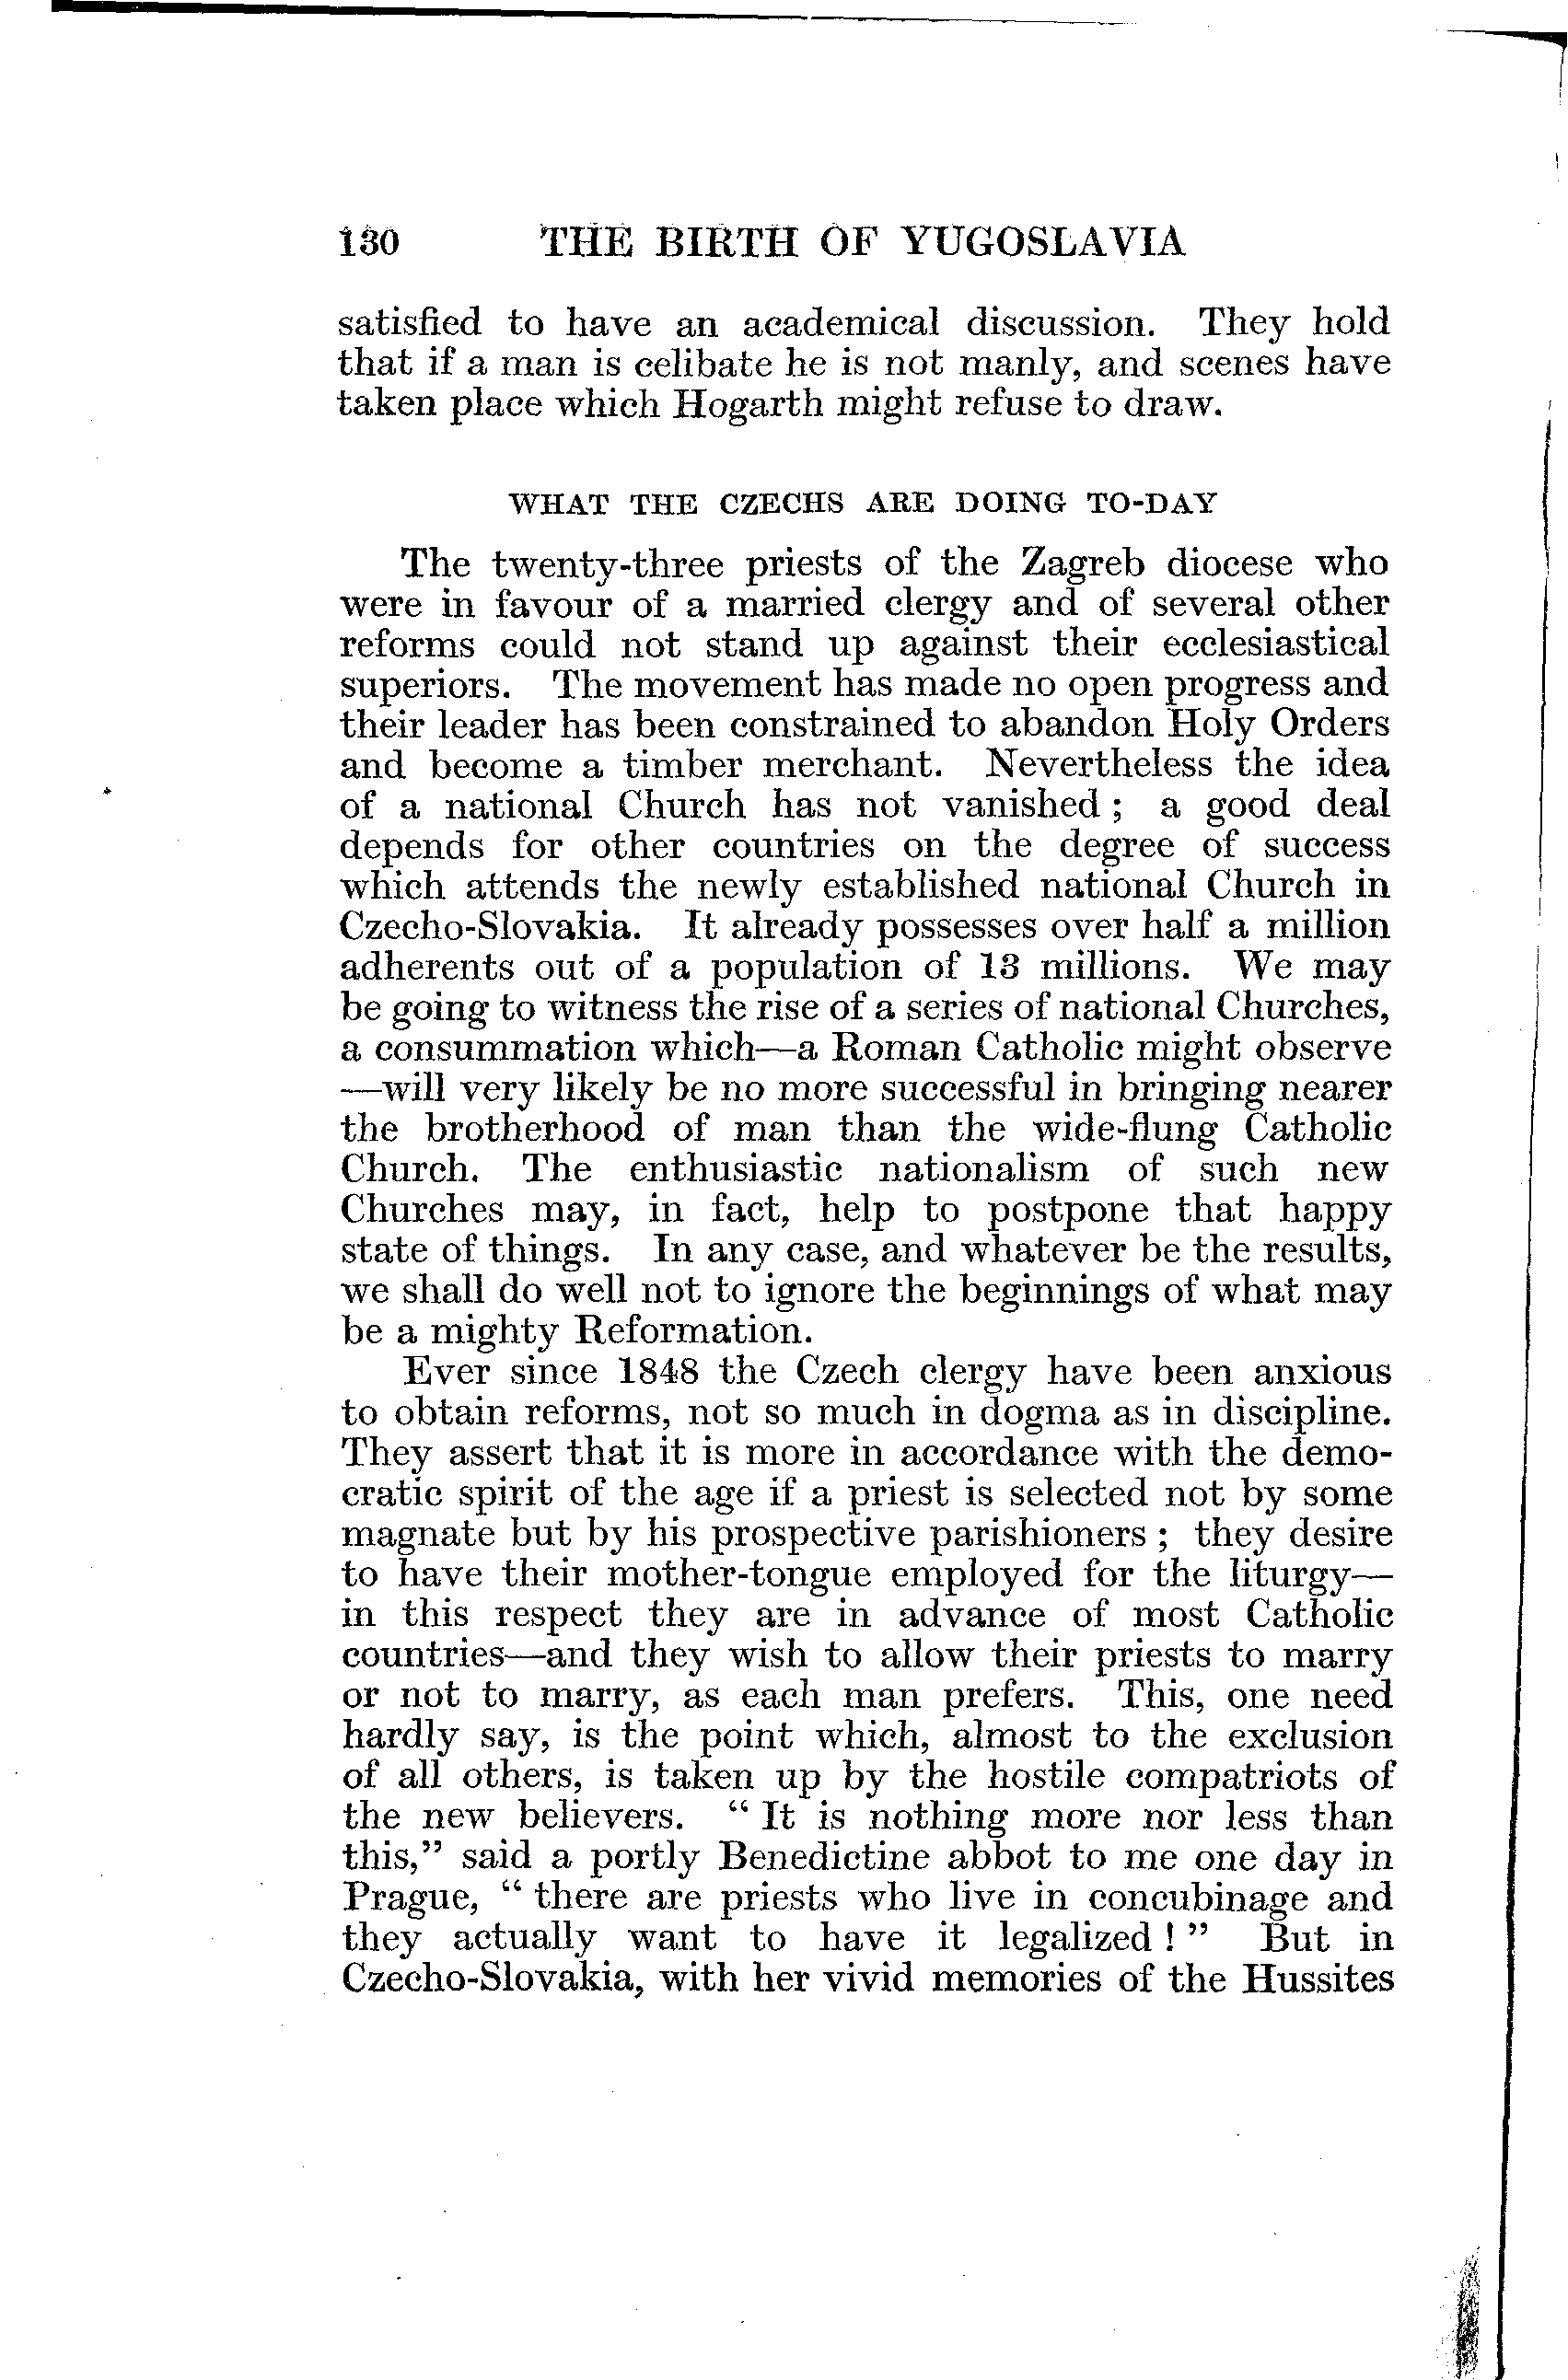 130 THE BIRTH OF YUGOSLAVIA
satisfied to have an academical discussion. They hold
that if a man is celibate he is not manly, and scenes have
taken place which Hogarth might refuse to draw.
WHAT THE CZECHS ARE DOING TO-DAY
The twenty-three priests of the Zagreb diocese who
were in favour of a married clergy and of several other
reforms could not stand up against their ecclesiastical
superiors. The movement has made no open progress and
their leader has been constrained to abandon Holy Orders
and become a timber merchant. Nevertheless the idea
of a national Church has not vanished ; a good deal
depends for other countries on the degree of success
which attends the newly established national Church in
Czecho-Slovakia. It already possesses over half a million
adherents out of a population of 13 millions. We may
be going to witness the rise of a series of national Churches,
a consummation which—a Roman Catholic might observe
—will very likely be no more successful in bringing nearer
the brotherhood of man than the wide-flung Catholic
Church. The enthusiastic nationalism of such new
Churches may, in fact, help to postpone that happy
state of things. In any case, and whatever be the results,
we shall do well not to ignore the beginnings of what may
be a mighty Reformation.
Ever since 1848 the Czech clergy have been anxious
to obtain reforms, not so much in dogma as in discipline.
They assert that it is more in accordance with the demo-
cratic spirit of the age if a priest is selected not by some
magnate but by his prospective parishioners ; they desire
to have their mother-tongue employed for the liturgy—
in this respect they are in advance of most Catholic
countries—and they wish to allow their priests to marry
or not to marry, as each man prefers. This, one need
hardly say, is the point which, almost to the exclusion
of all others, is taken up by the hostile compatriots of
the new believers. “ It is nothing more nor less than
this,” said a portly Benedictine abbot to me one day in
Prague, “ there are priests who live in concubinage and
they actually want to have it legalized ! ” But in
Czecho-Slovakia, with her vivid memories of the Hussites